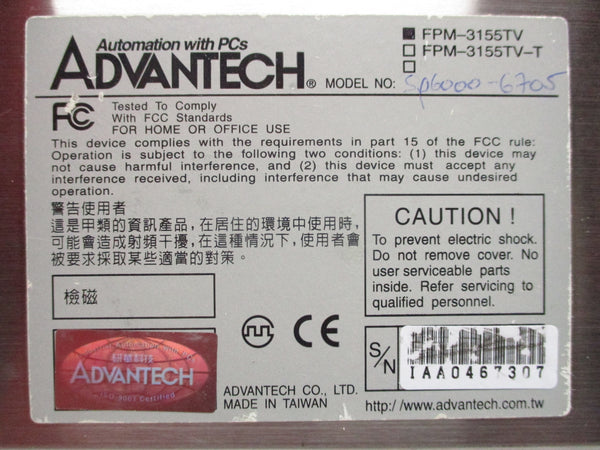 Automation with PCs
ADVANTECH®
FPM-3155TV
FPM-3155TV-T
MODEL NO: Sp6000-6705
FC
Tested To Comply
With FCC Standards
FOR HOME OR OFFICE USE
This device complies with the requirements in part 15 of the FCC rule:
Operation is subject to the following two conditions: (1) this device may
not cause harmful interference, and (2) this device must accept any
interference received, including interference that may cause undesired
operation.
警告使用者
這是甲類的資訊產品，在居住的環境中使用時，
可能會造成射頻干擾，在這種情況下，使用者會
被要求採取某些適當的對策。
CAUTION !
To prevent electric shock.
Do not remove cover. No
user serviceable parts
inside. Refer servicing to
qualified personnel.
檢磁
CE
S/N
IAA0467307
研華科技
ADVANTECH
ISO-9001 Certified
ADVANTECH CO., LTD.
MADE IN TAIWAN
http://www.advantech.com.tw